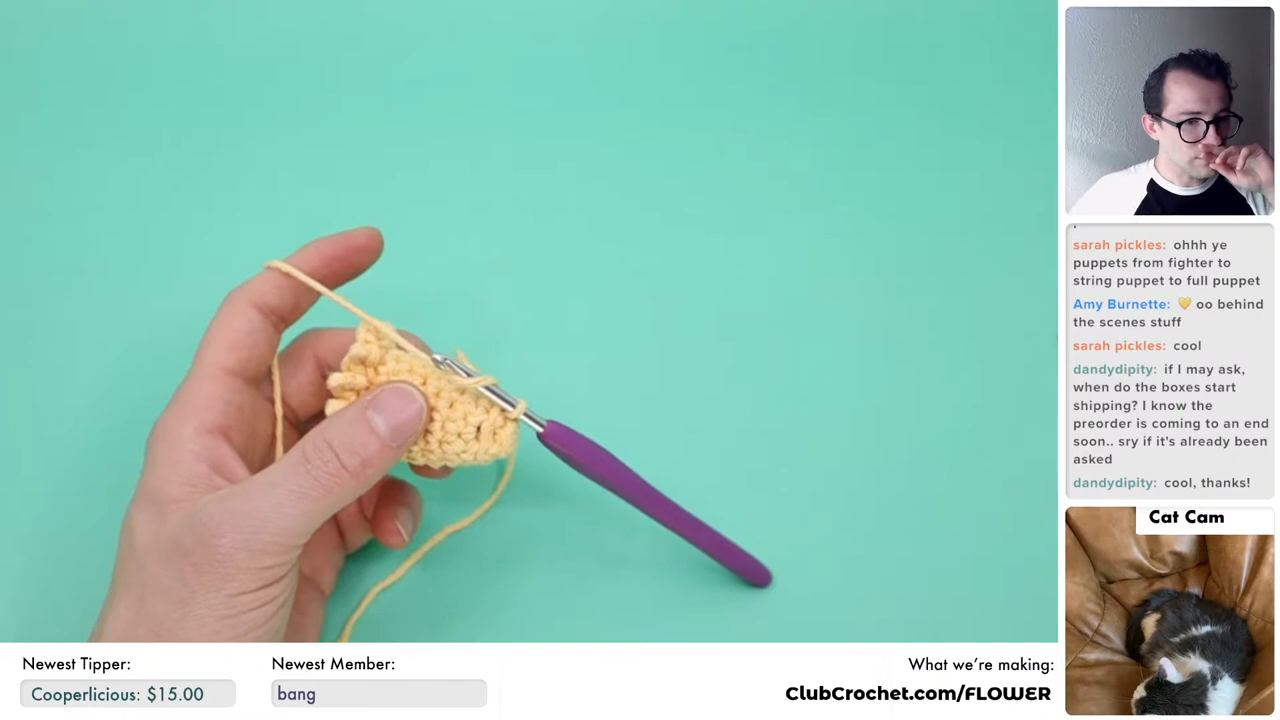 sarah pickles: ohhh ye
puppets from fighter to
string puppet to full puppet
Amy Burnette: 💛 oo behind
the scenes stuff
sarah pickles: cool
dandydipity: if I may ask,
when do the boxes start
shipping? I know the
preorder is coming to an end
soon.. sry if it's already been
asked
dandydipity: cool, thanks!
Cat Cam
Newest Tipper:
Cooperlicious: $15.00
Newest Member:
bang
What we're making:
ClubCrochet.com/FLOWER